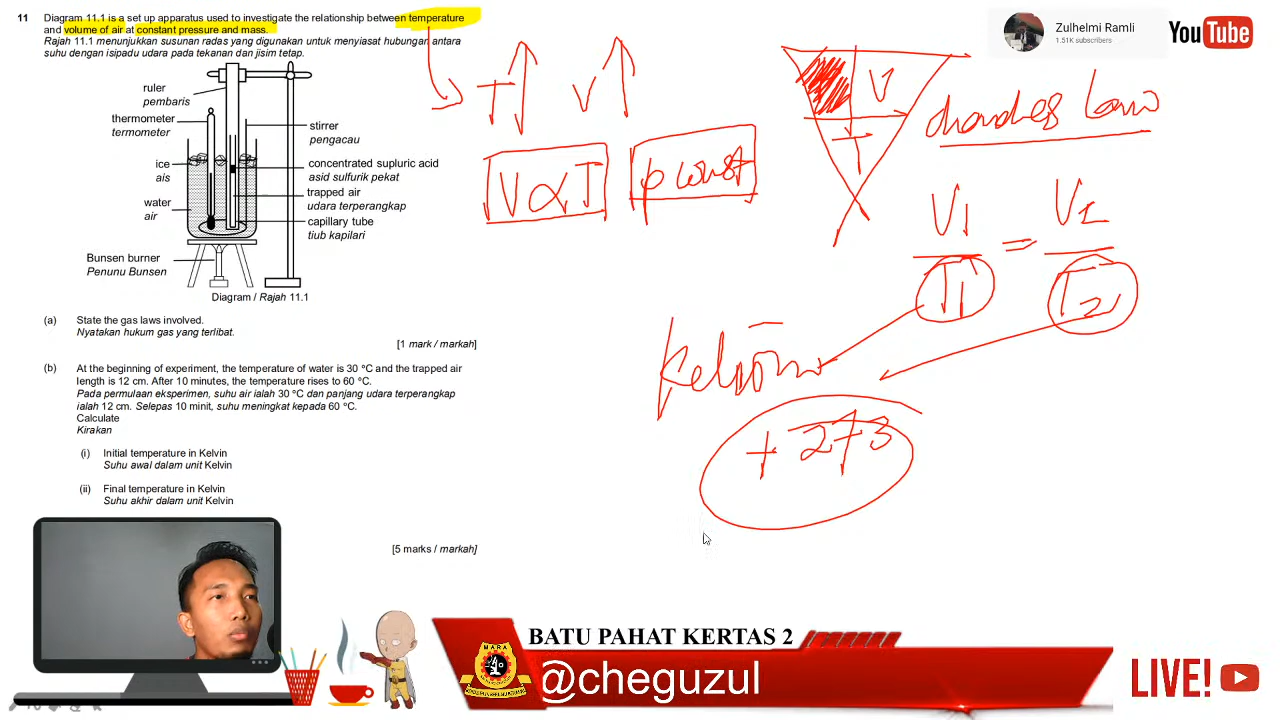 11 Diagram 11.1 is a set up apparatus used to investigate the relationship between temperature
and volume of air at constant pressure and mass.
Rajah 11.1 menunjukkan susunan radas yang digunakan untuk menyiasat hubungan antara
suhu dengan isipadu udara pada tekanan dan jisim tetap.
ruler
pembaris
thermometer
termometer
ice
ais
water
air
Bunsen burner
Penunu Bunsen
stirrer
pengacau
concentrated supluric acid
asid sulfurik pekat
trapped air
udara terperangkap
capillary tube
tiub kapilari
Diagram / Rajah 11.1
(a) State the gas laws involved.
Nyatakan hukum gas yang terlibat.
[1 mark / markah]
(b) At the beginning of experiment, the temperature of water is 30 °C and the trapped air
length is 12 cm. After 10 minutes, the temperature rises to 60 °C.
Pada permulaan eksperimen, suhu air ialah 30 °C dan panjang udara terperangkap
ialah 12 cm. Selepas 10 minit, suhu meningkat kepada 60 °C.
Calculate
Kirakan
(i) Initial temperature in Kelvin
Suhu awal dalam unit Kelvin
(ii) Final temperature in Kelvin
Suhu akhir dalam unit Kelvin
[5 marks / markah]
T↑ V↑
V α T
p const
V
T
charles law
V1 = V2
T1 T2
Kelvin
+ 273
Zulhelmi Ramli
1.51K subscribers
YouTube
MARA
BATU PAHAT KERTAS 2
@cheguzul
LIVE!